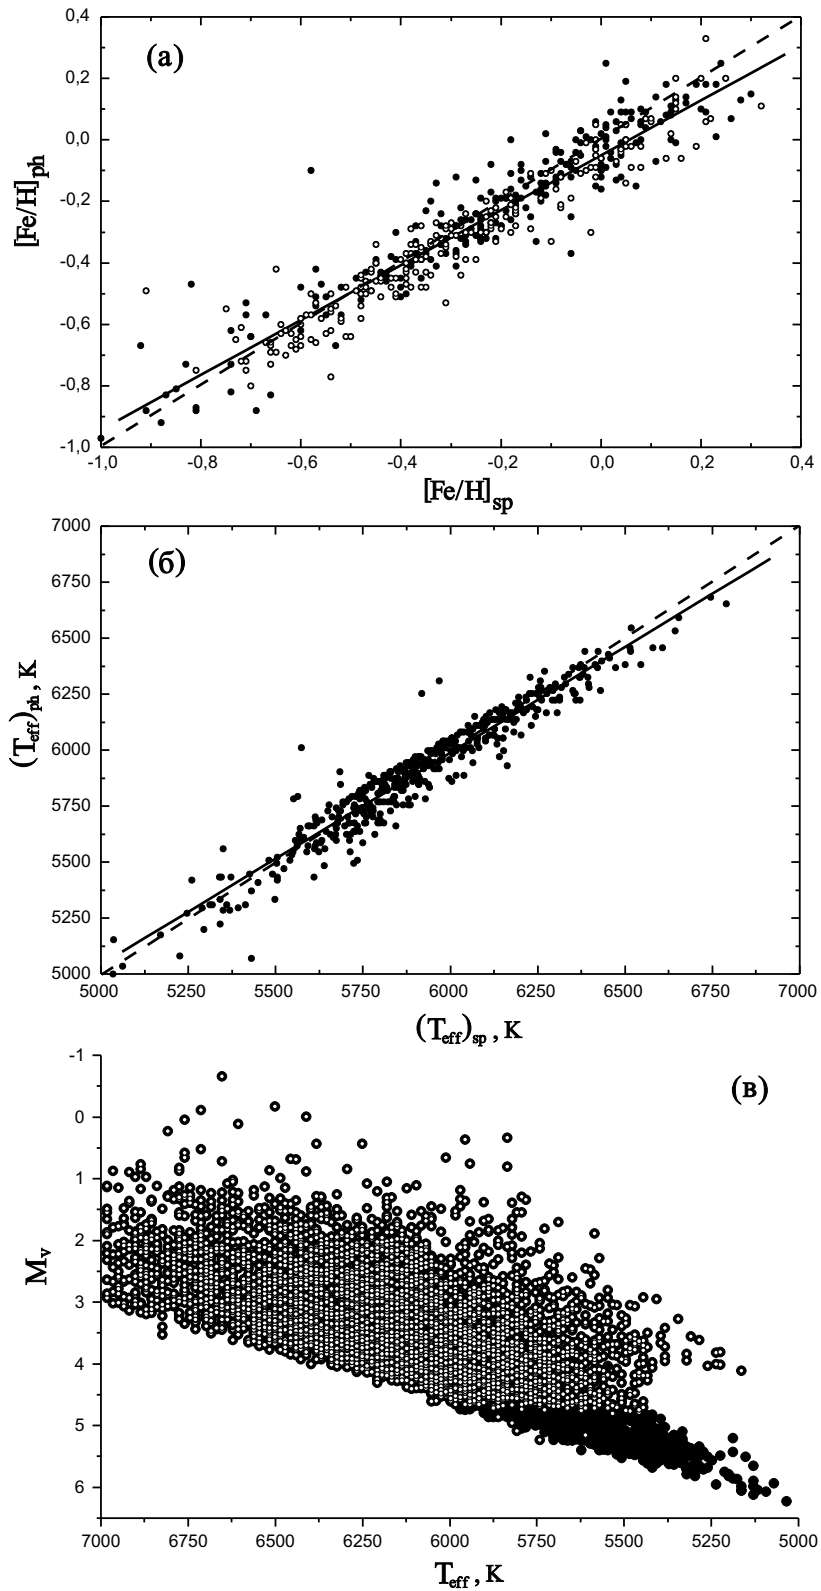 0,4
(а)
0,2
0,0
-0,2
-0,4
-0,6
-0,8
-1,0
[Fe/H]ph
-1,0 -0,8 -0,6 -0,4 -0,2 0,0 0,2 0,4
[Fe/H]sp
7000
(б)
6750
6500
6250
6000
5750
5500
5250
5000
(Teff)ph, K
5000 5250 5500 5750 6000 6250 6500 6750 7000
(Teff)sp, K
-1
(в)
0
1
2
3
4
5
6
Mv
7000 6750 6500 6250 6000 5750 5500 5250 5000
Teff, K